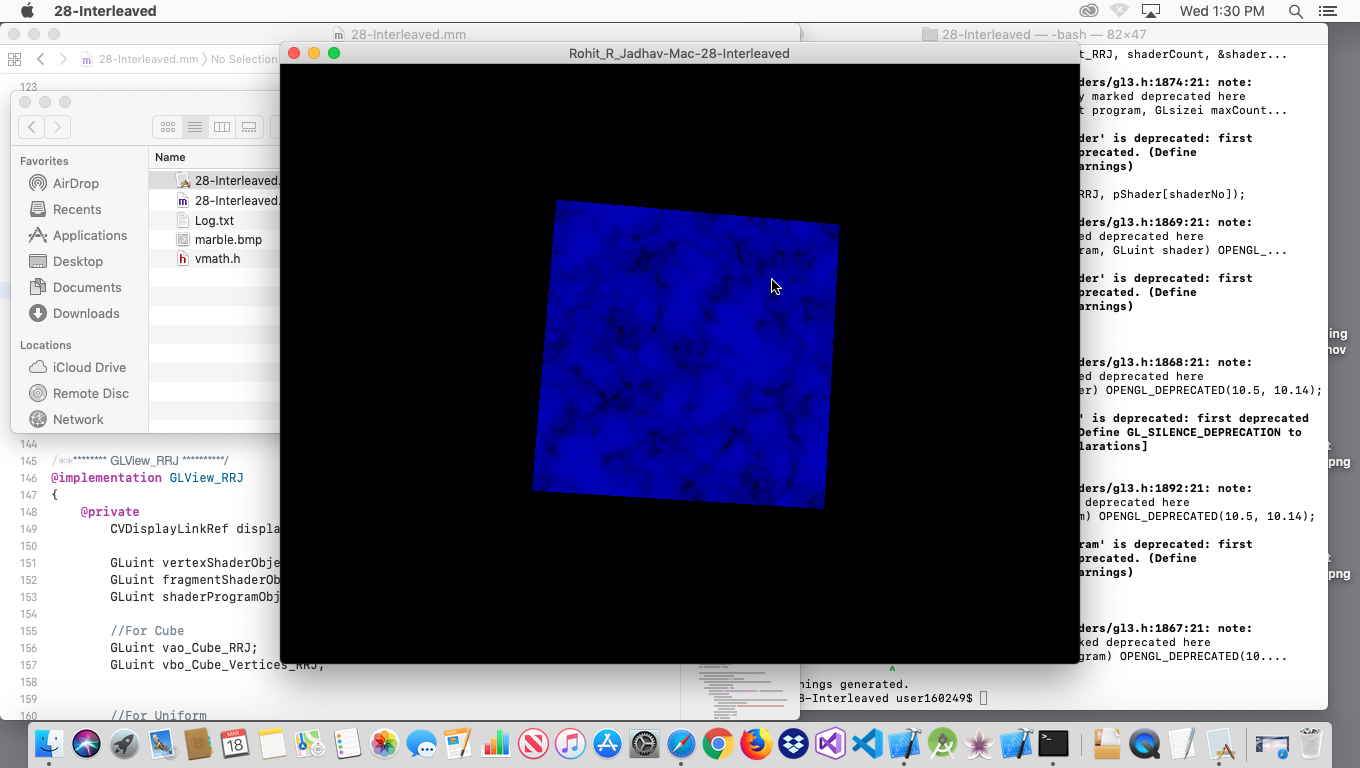 28-Interleaved
Wed 1:30 PM
28-Interleaved.mm
28-Interleaved.mm
No Selection
123
Favorites
AirDrop
Recents
Applications
Desktop
Documents
Downloads
Locations
iCloud Drive
Remote Disc
Network
Name
28-Interleaved.
28-Interleaved.
Log.txt
marble.bmp
vmath.h
Rohit_R_Jadhav-Mac-28-Interleaved
144
145 /********** GLView_RRJ **********/
146 @implementation GLView_RRJ
147 {
148 @private
149 CVDisplayLinkRef displa
150
151 GLuint vertexShaderObje
152 GLuint fragmentShaderOb
153 GLuint shaderProgramObj
154
155 //For Cube
156 GLuint vao_Cube_RRJ;
157 GLuint vbo_Cube_Vertices_RRJ;
158
159
160 //For Uniform
28-Interleaved — -bash — 82×47
t_RRJ, shaderCount, &shader...
ders/gl3.h:1874:21: note:
y marked deprecated here
t program, GLsizei maxCount...
der' is deprecated: first
precated. (Define
arnings)
RRJ, pShader[shaderNo]);
ders/gl3.h:1869:21: note:
ed deprecated here
ram, GLuint shader) OPENGL_...
der' is deprecated: first
precated. (Define
arnings)
ders/gl3.h:1868:21: note:
ed deprecated here
er) OPENGL_DEPRECATED(10.5, 10.14);
' is deprecated: first deprecated
Define GL_SILENCE_DEPRECATION to
larations]
ders/gl3.h:1892:21: note:
deprecated here
m) OPENGL_DEPRECATED(10.5, 10.14);
ram' is deprecated: first
precated. (Define
arnings)
ders/gl3.h:1867:21: note:
ked deprecated here
gram) OPENGL_DEPRECATED(10....
^
nings generated.
8-Interleaved user160249$
ing
nov
png
png
MAR
18